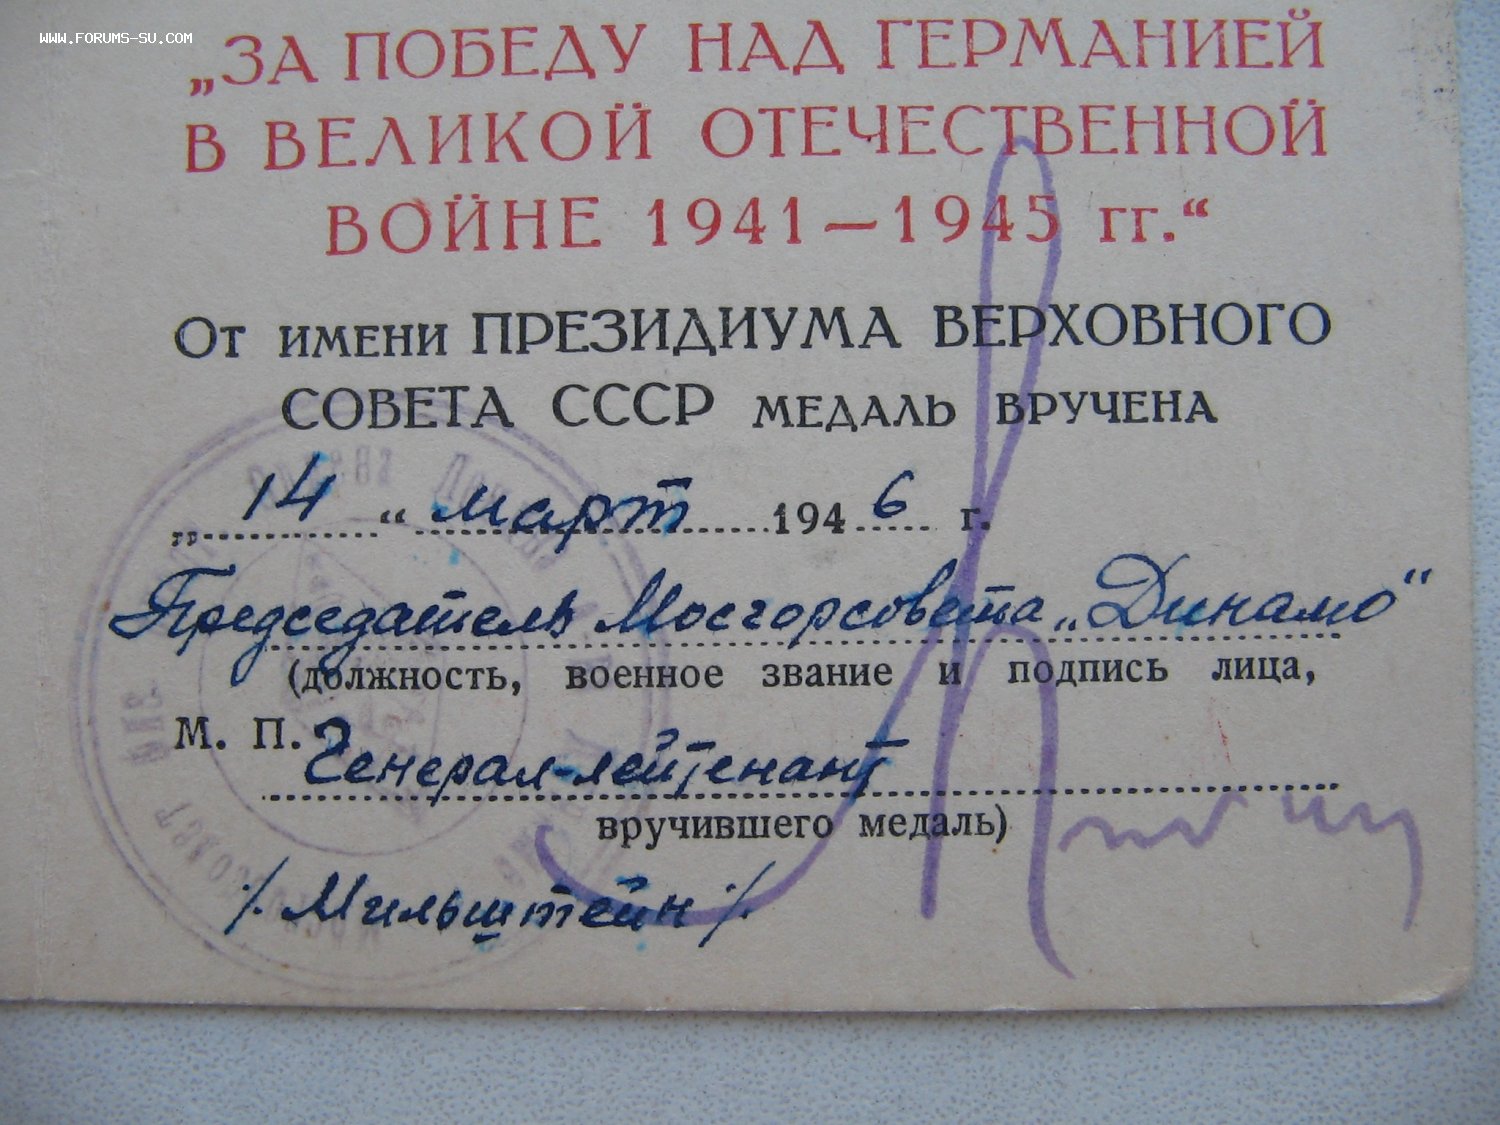 WWW.FORUMS-SU.COM
„ЗА ПОБЕДУ НАД ГЕРМАНИЕЙ
В ВЕЛИКОЙ ОТЕЧЕСТВЕННОЙ
ВОЙНЕ 1941—1945 гг.“
От имени ПРЕЗИДИУМА ВЕРХОВНОГО
СОВЕТА СССР МЕДАЛЬ ВРУЧЕНА
„14“ март 1946 г.
Председатель Мосгорсовета „Динамо“
(должность, военное звание и подпись лица,
М. П. Генерал-лейтенант
вручившего медаль)
/. Мильштейн /.